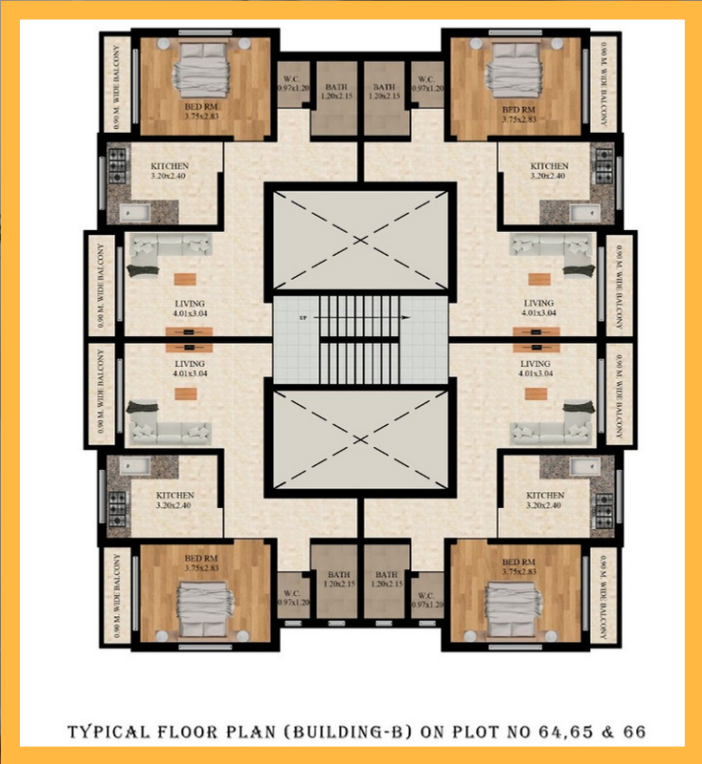 0.90 M. WIDE BALCONY
BED RM
3.75x2.83
W.C.
0.97x1.20
BATH
1.20x2.15
BATH
1.20x2.15
W.C.
0.97x1.20
BED RM
3.75x2.83
0.90 M. WIDE BALCONY
KITCHEN
3.20x2.40
KITCHEN
3.20x2.40
0.90 M. WIDE BALCONY
LIVING
4.01x3.04
UP
LIVING
4.01x3.04
0.90 M. WIDE BALCONY
0.90 M. WIDE BALCONY
LIVING
4.01x3.04
LIVING
4.01x3.04
0.90 M. WIDE BALCONY
KITCHEN
3.20x2.40
KITCHEN
3.20x2.40
0.90 M. WIDE BALCONY
BED RM
3.75x2.83
W.C.
0.97x1.20
BATH
1.20x2.15
BATH
1.20x2.15
W.C.
0.97x1.20
BED RM
3.75x2.83
0.90 M. WIDE BALCONY
TYPICAL FLOOR PLAN (BUILDING-B) ON PLOT NO 64,65 & 66